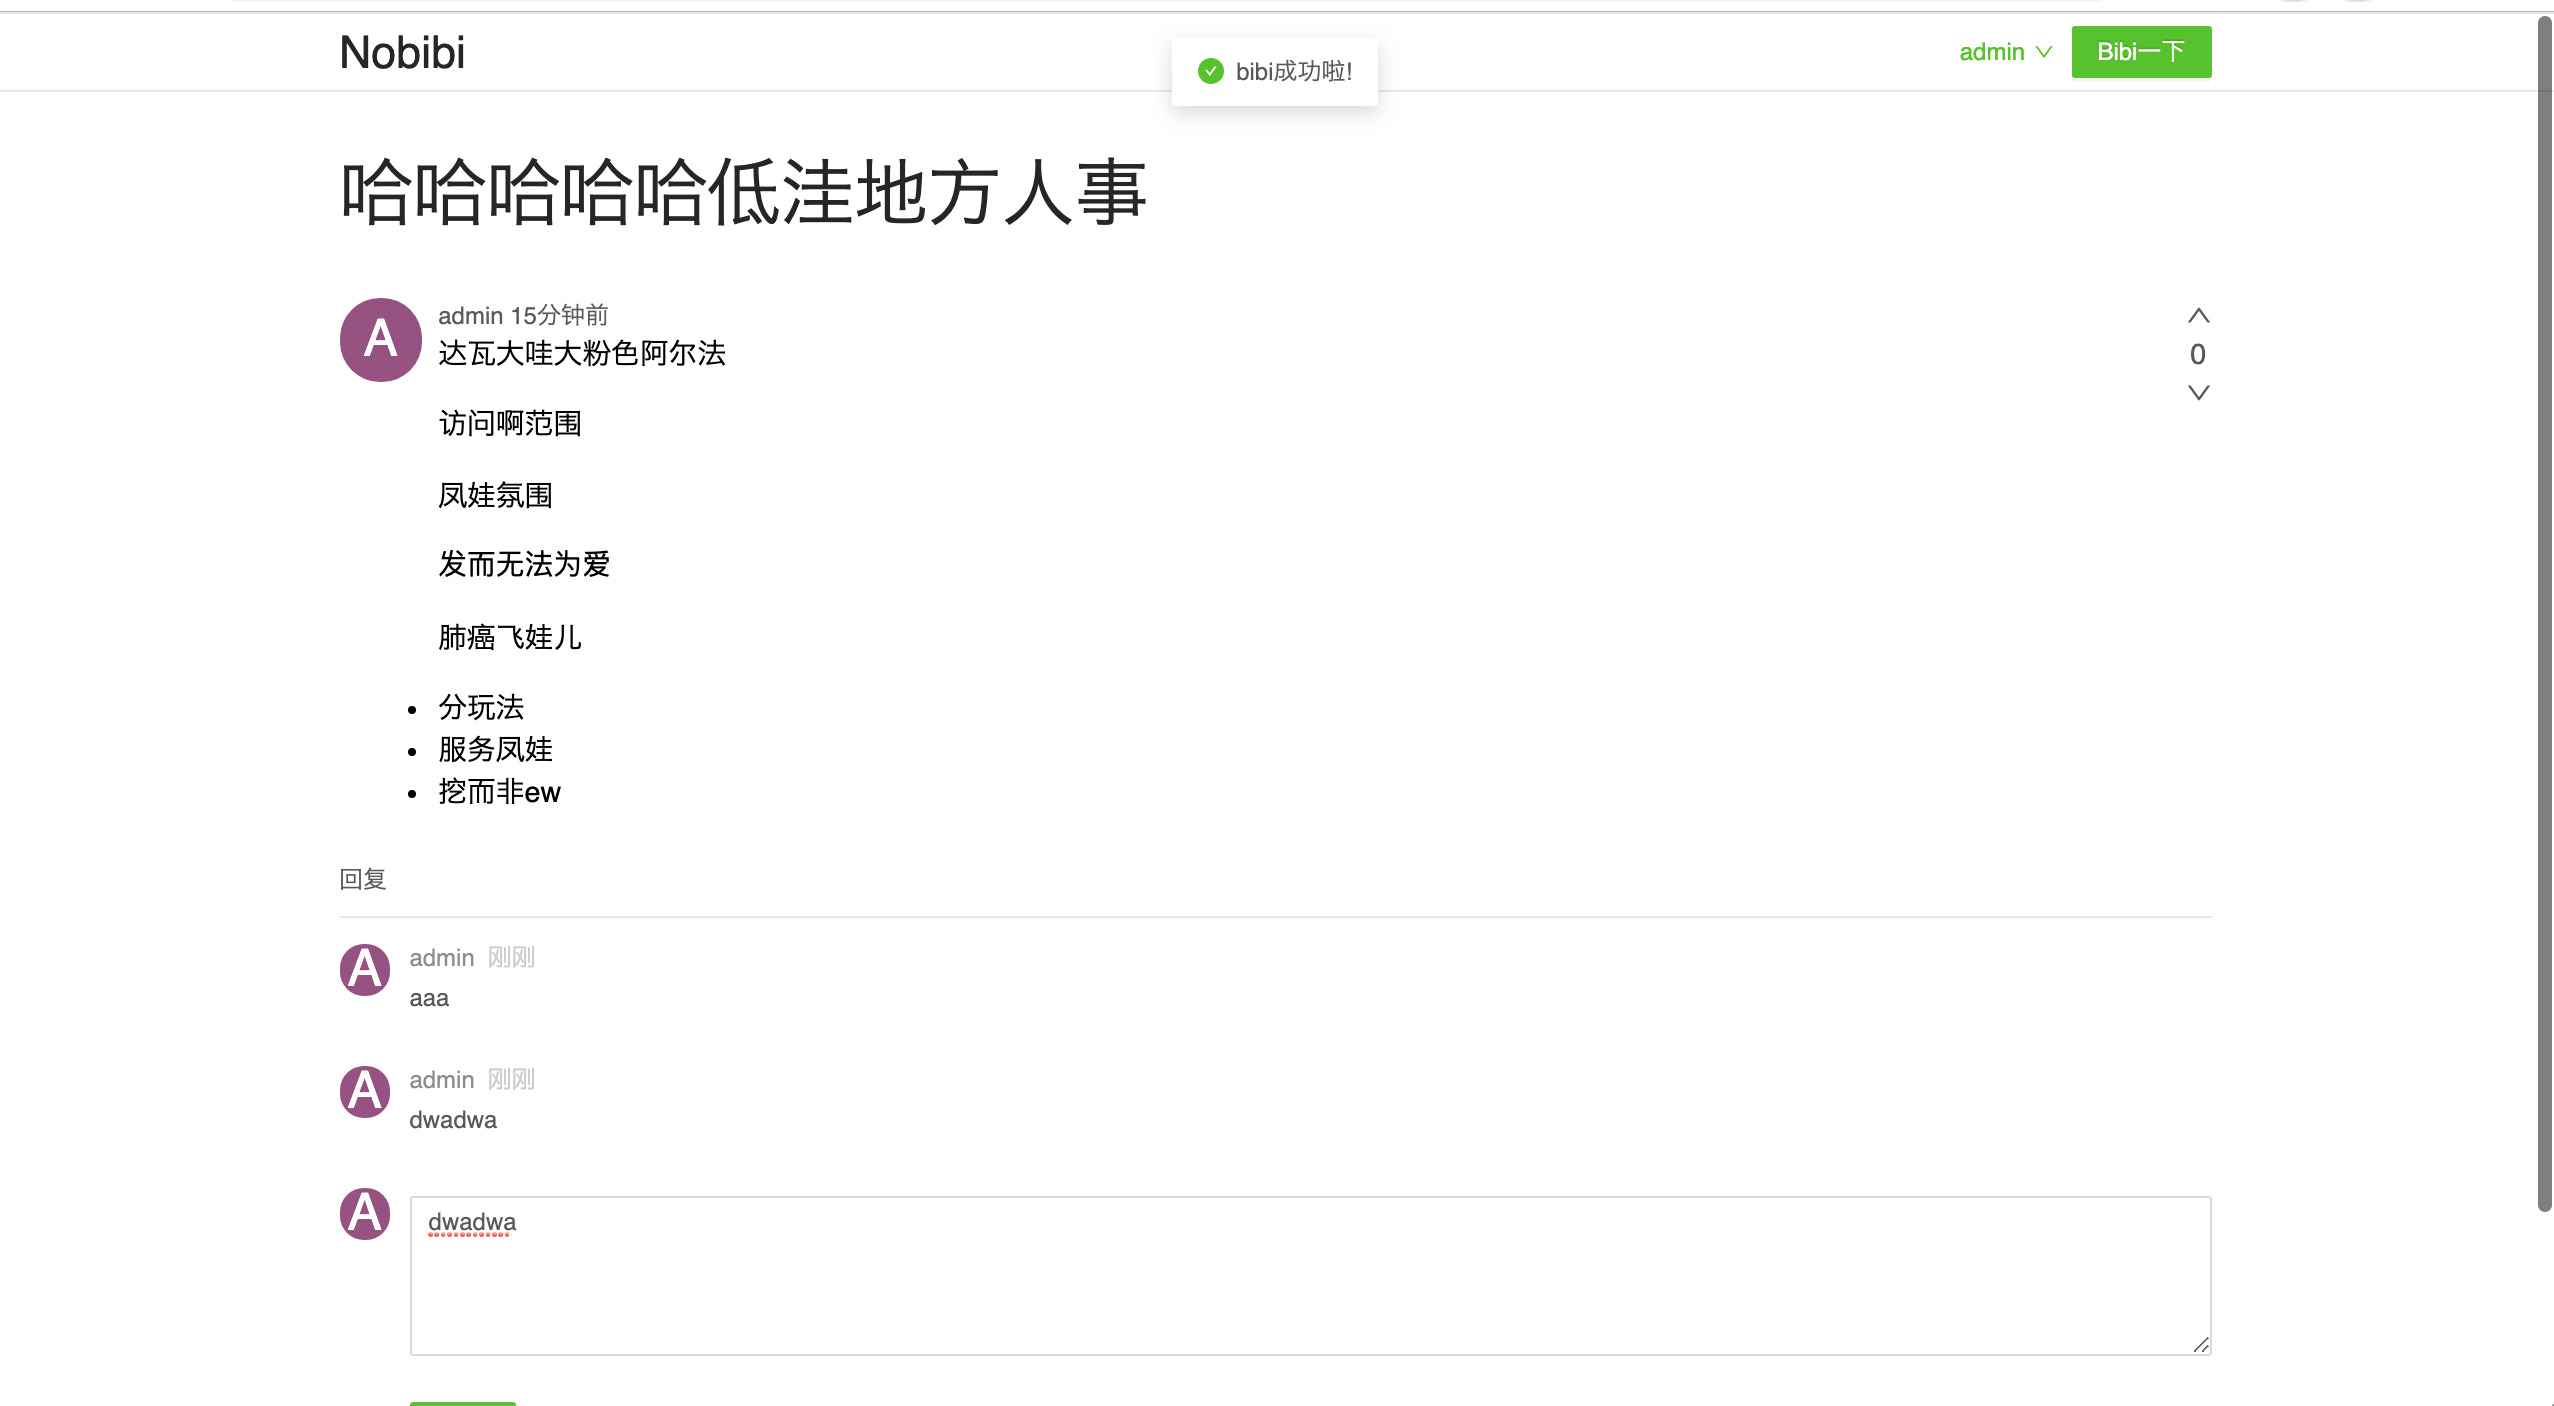 Nobibi
bibi成功啦!
admin
Bibi一下
哈哈哈哈哈低洼地方人事
A
admin 15分钟前
达瓦大哇大粉色阿尔法
0
访问啊范围
凤娃氛围
发而无法为爱
肺癌飞娃儿
分玩法
服务凤娃
挖而非ew
回复
A
admin 刚刚
aaa
A
admin 刚刚
dwadwa
A
dwadwa